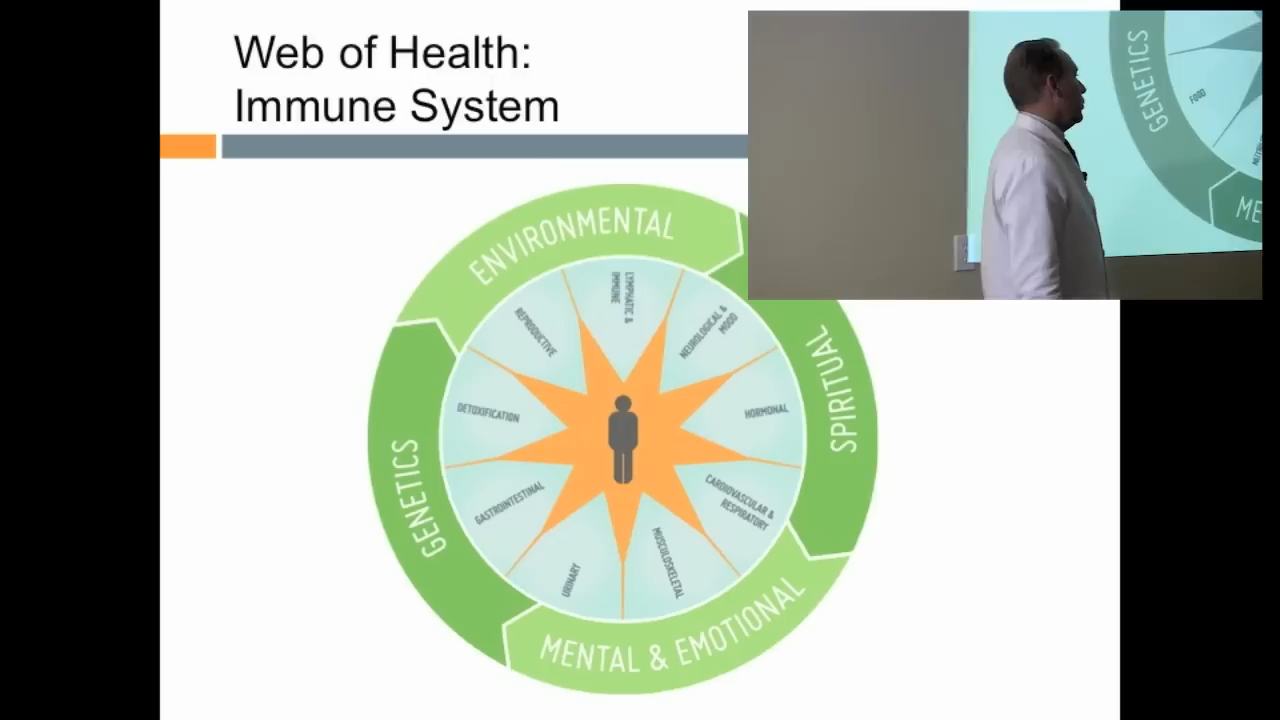 Web of Health:
Immune System
ENVIRONMENTAL
SPIRITUAL
MENTAL & EMOTIONAL
GENETICS
LYMPHATIC &
IMMUNE
NEUROLOGICAL &
MOOD
HORMONAL
CARDIOVASCULAR &
RESPIRATORY
MUSCULOSKELETAL
URINARY
GASTROINTESTINAL
DETOXIFICATION
REPRODUCTIVE
GENETICS
FOOD
ME